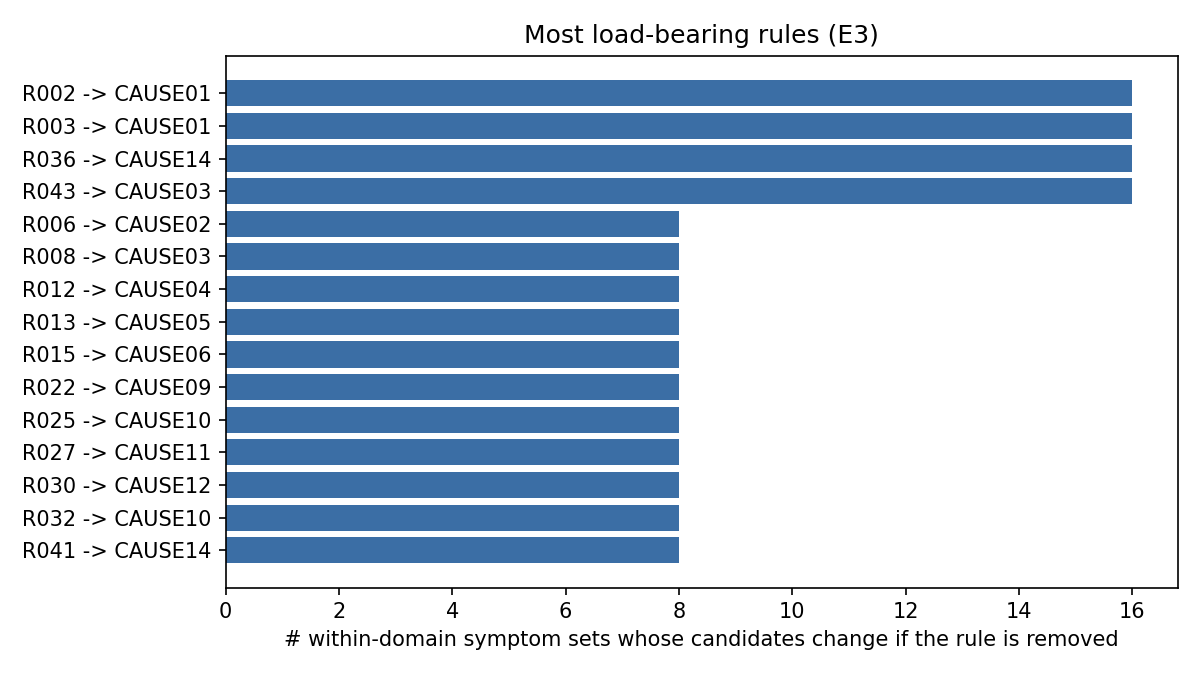 Most load-bearing rules (E3)
R002 -> CAUSE01
R003 -> CAUSE01
R036 -> CAUSE14
R043 -> CAUSE03
R006 -> CAUSE02
R008 -> CAUSE03
R012 -> CAUSE04
R013 -> CAUSE05
R015 -> CAUSE06
R022 -> CAUSE09
R025 -> CAUSE10
R027 -> CAUSE11
R030 -> CAUSE12
R032 -> CAUSE10
R041 -> CAUSE14
0 2 4 6 8 10 12 14 16
# within-domain symptom sets whose candidates change if the rule is removed